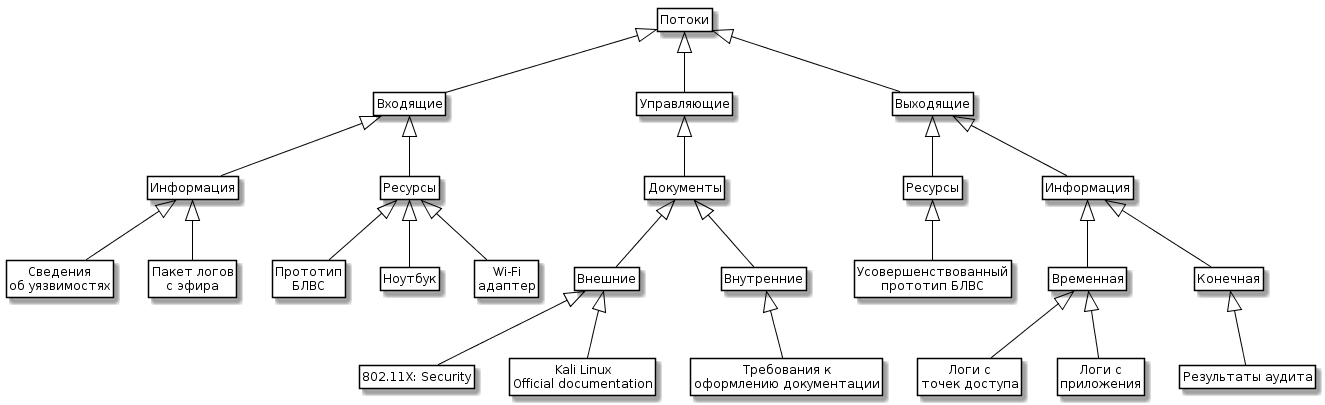 Потоки
Входящие
Управляющие
Выходящие
Информация
Ресурсы
Документы
Ресурсы
Информация
Сведения
об уязвимостях
Пакет логов
с эфира
Прототип
БЛВС
Ноутбук
Wi-Fi
адаптер
Внешние
Внутренние
Усовершенствованный
прототип БЛВС
Временная
Конечная
802.11X: Security
Kali Linux
Official documentation
Требования к
оформлению документации
Логи с
точек доступа
Логи с
приложения
Результаты аудита